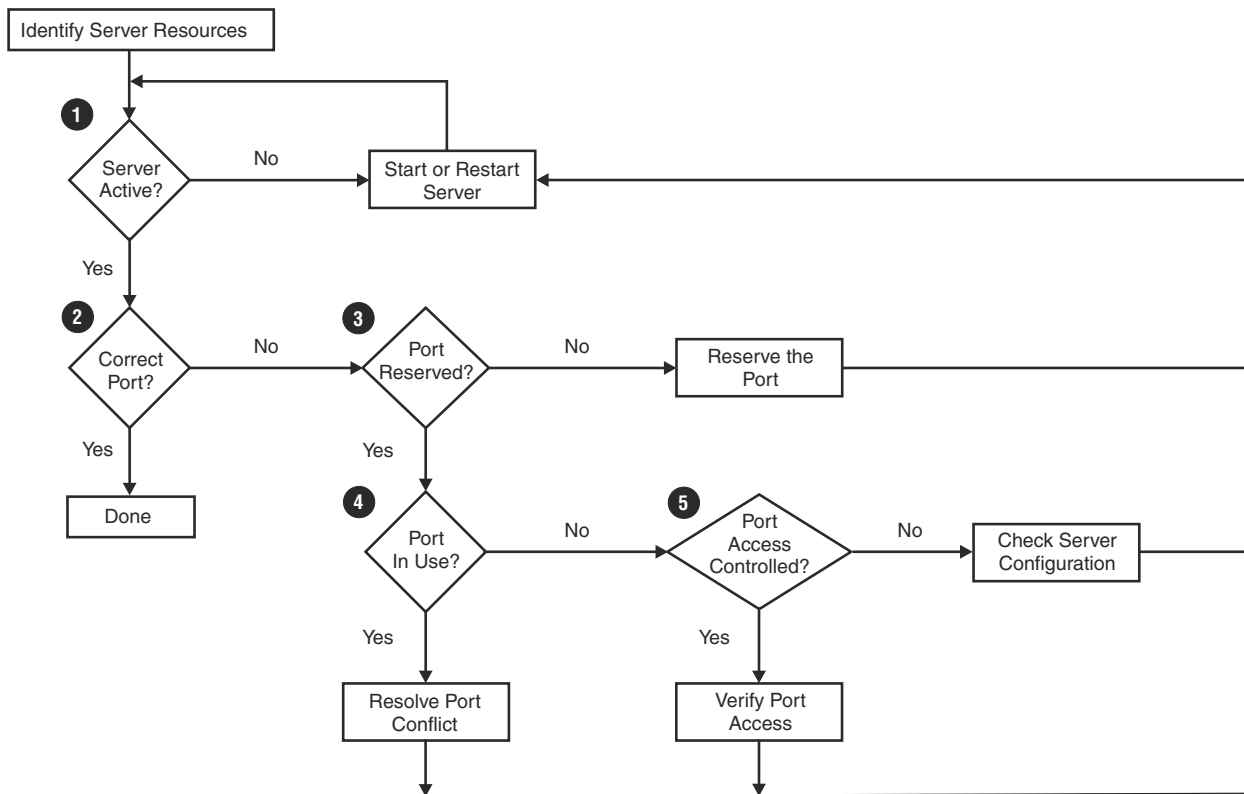 Identify Server Resources
1
Server
Active?
No
Start or Restart
Server
Yes
2
Correct
Port?
No
3
Port
Reserved?
No
Reserve the
Port
Yes
Done
Yes
4
Port
In Use?
No
5
Port
Access
Controlled?
No
Check Server
Configuration
Yes
Resolve Port
Conflict
Yes
Verify Port
Access